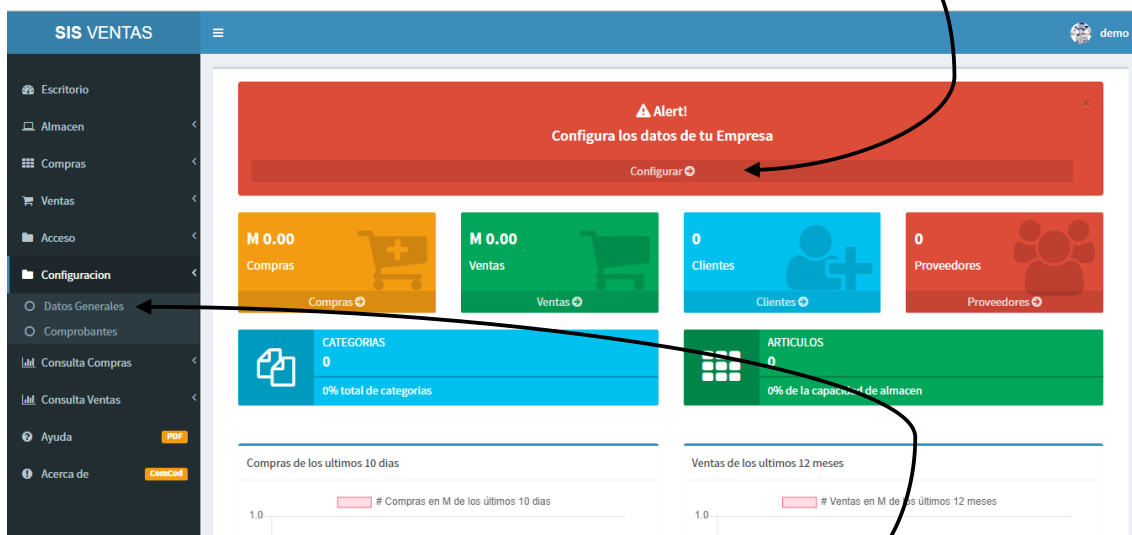 SIS VENTAS
demo
Escritorio
Almacen
Compras
Ventas
Acceso
Configuracion
Datos Generales
Comprobantes
Consulta Compras
Consulta Ventas
Ayuda PDF
Acerca de ComCod
Alert!
Configura los datos de tu Empresa
Configurar
M 0.00
Compras
Compras
M 0.00
Ventas
Ventas
0
Clientes
Clientes
0
Proveedores
Proveedores
CATEGORIAS
0
0% total de categorias
ARTICULOS
0
0% de la capacidad de almacen
Compras de los ultimos 10 dias
# Compras en M de los últimos 10 dias
1.0
Ventas de los ultimos 12 meses
# Ventas en M de los últimos 12 meses
1.0